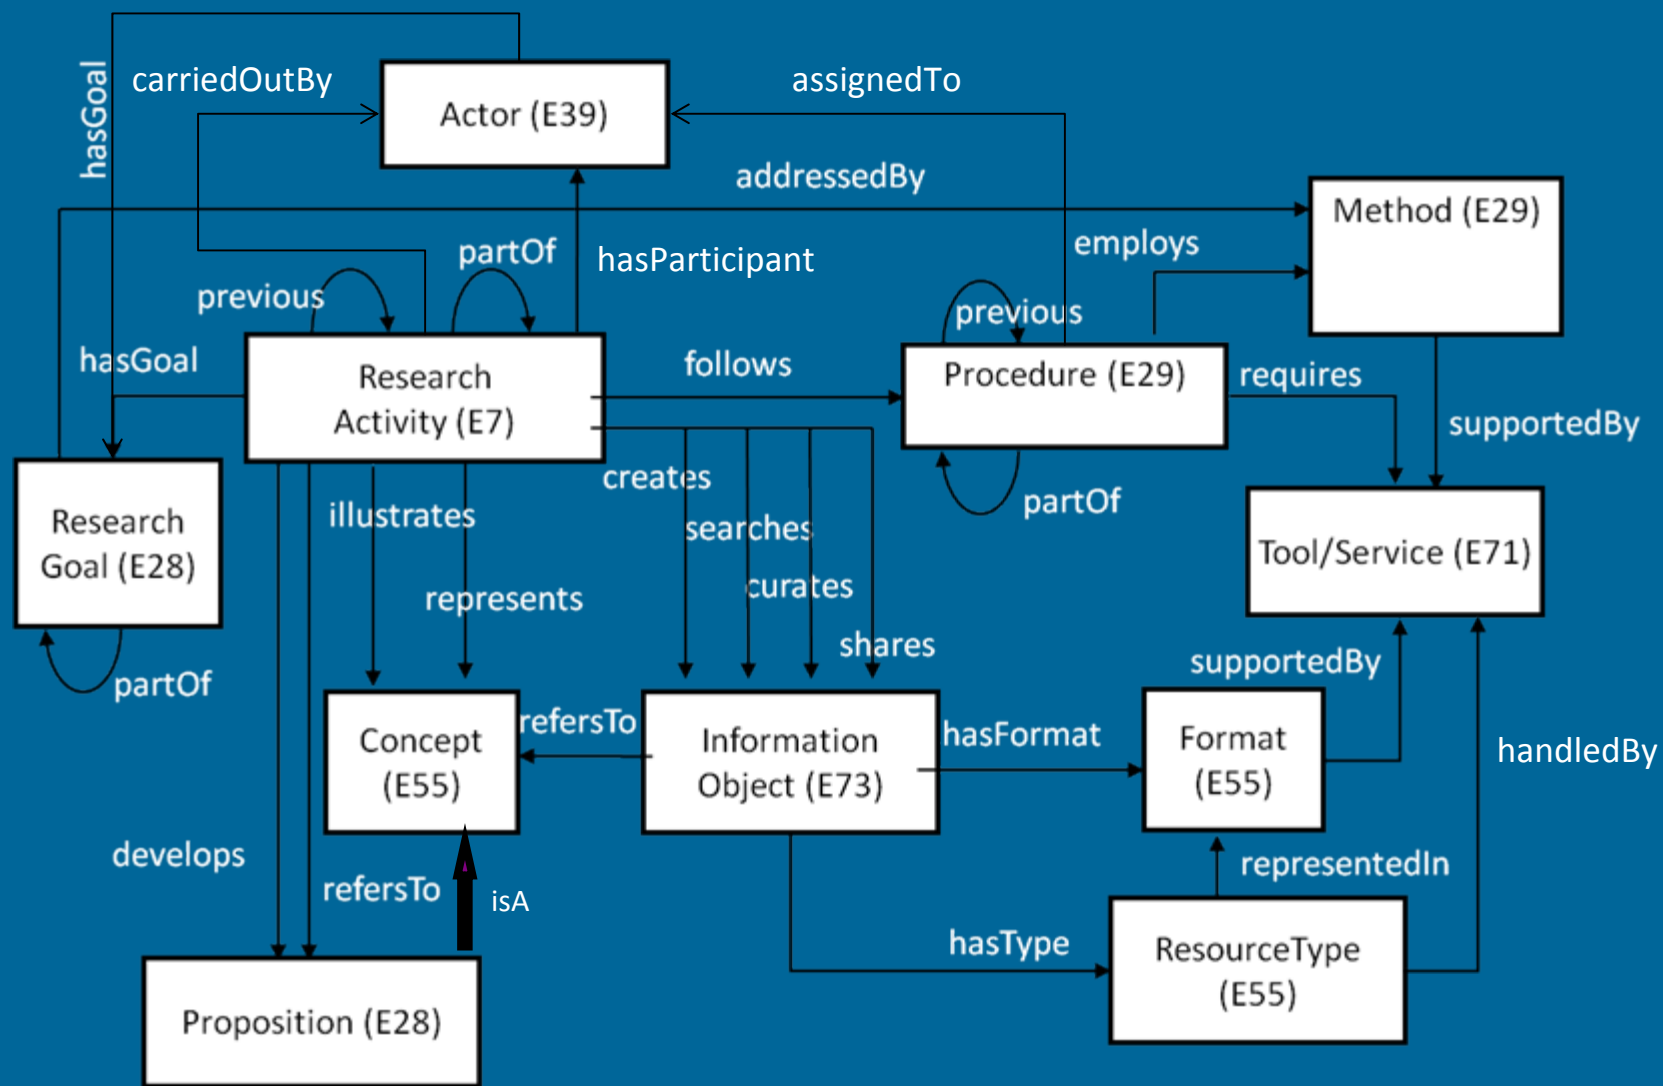 hasGoal
carriedOutBy
Actor (E39)
assignedTo
addressedBy
Method (E29)
employs
partOf
hasParticipant
previous
previous
hasGoal
Research
Activity (E7)
follows
Procedure (E29)
requires
supportedBy
creates
partOf
illustrates
searches
Research
Goal (E28)
Tool/Service (E71)
curates
represents
shares
supportedBy
partOf
refersTo
Concept
(E55)
Information
Object (E73)
hasFormat
Format
(E55)
handledBy
develops
refersTo
isA
representedIn
hasType
ResourceType
(E55)
Proposition (E28)